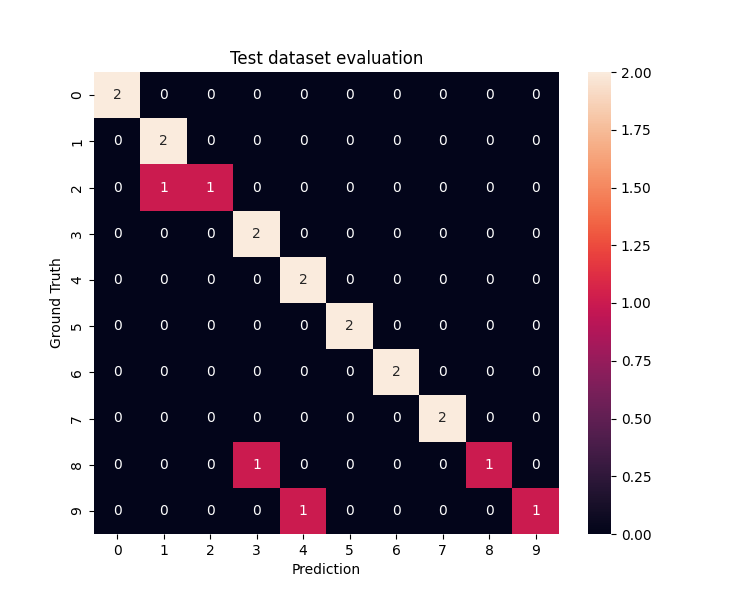 Test dataset evaluation
Ground Truth
0 2 0 0 0 0 0 0 0 0 0
1 0 2 0 0 0 0 0 0 0 0
2 0 1 1 0 0 0 0 0 0 0
3 0 0 0 2 0 0 0 0 0 0
4 0 0 0 0 2 0 0 0 0 0
5 0 0 0 0 0 2 0 0 0 0
6 0 0 0 0 0 0 2 0 0 0
7 0 0 0 0 0 0 0 2 0 0
8 0 0 0 1 0 0 0 0 1 0
9 0 0 0 0 1 0 0 0 0 1
0 1 2 3 4 5 6 7 8 9
Prediction
2.00
1.75
1.50
1.25
1.00
0.75
0.50
0.25
0.00